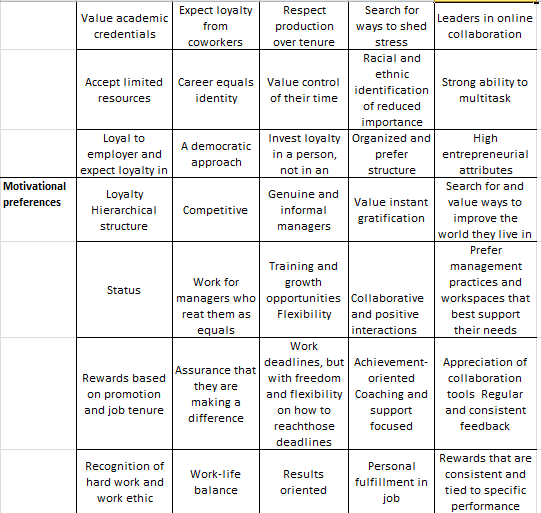 Value academic
credentials
Expect loyalty
from
coworkers
Respect
production
over tenure
Search for
ways to shed
stress
Leaders in online
collaboration
Accept limited
resources
Career equals
identity
Value control
of their time
Racial and
ethnic
identification
of reduced
importance
Strong ability to
multitask
Loyal to
employer and
expect loyalty in
A democratic
approach
Invest loyalty
in a person,
not in an
Organized and
prefer
structure
High
entrepreneurial
attributes
Motivational
preferences
Loyalty
Hierarchical
structure
Competitive
Genuine and
informal
managers
Value instant
gratification
Search for and
value ways to
improve the
world they live in
Status
Work for
managers who
reat them as
equals
Training and
growth
opportunities
Flexibility
Collaborative
and positive
interactions
Prefer
management
practices and
workspaces that
best support
their needs
Rewards based
on promotion
and job tenure
Assurance that
they are
making a
difference
Work
deadlines, but
with freedom
and flexibility
on how to
reachthose
deadlines
Achievement-
oriented
Coaching and
support
focused
Appreciation of
collaboration
tools Regular
and consistent
feedback
Recognition of
hard work and
work ethic
Work-life
balance
Results
oriented
Personal
fulfillment in
job
Rewards that are
consistent and
tied to specific
performance